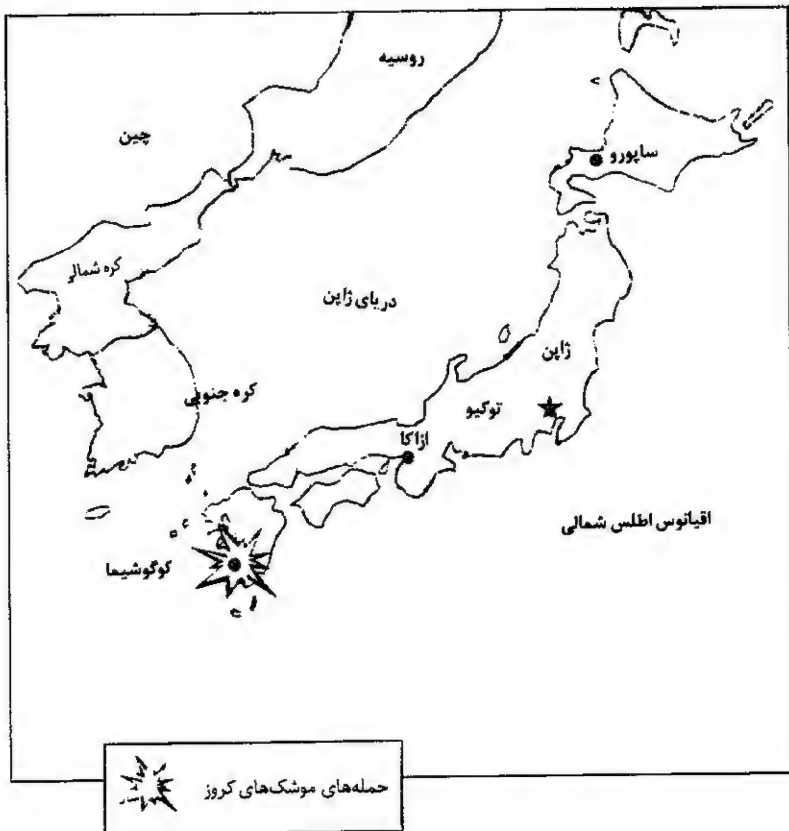 روسیه
چین
ساپورو
کره شمالی
دریای ژاپن
ژاپن
کره جنوبی
توکیو
ازاکا
اقیانوس اطلس شمالی
کوگوشیما
حمله‌های موشک‌های کروز